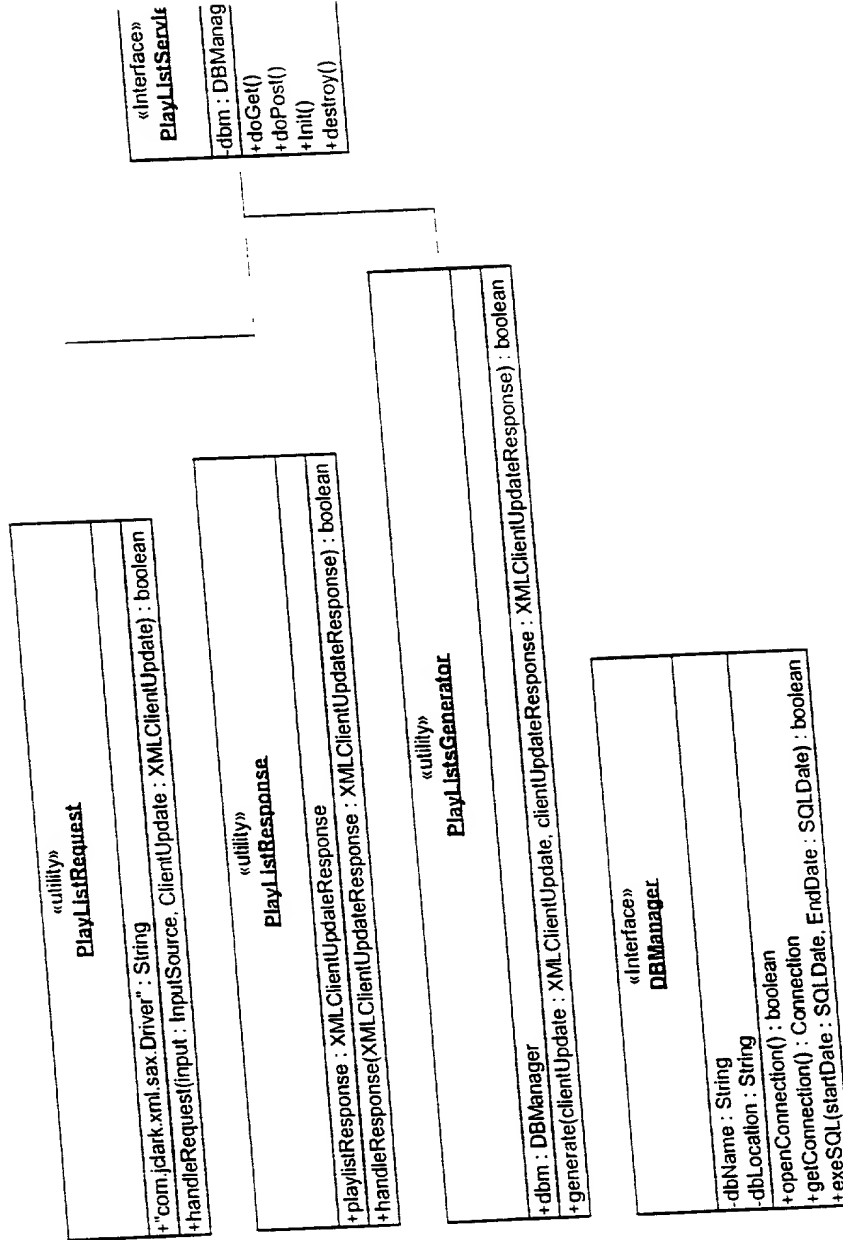 «Interface»
PlayListServle
-dbm : DBManag
+doGet()
+doPost()
+Init()
+destroy()
«utility»
PlayListRequest
+"com.jclark.xml.sax.Driver" : String
+handleRequest(input : InputSource, ClientUpdate : XMLClientUpdate) : boolean
«utility»
PlayListResponse
+playlistResponse : XMLClientUpdateResponse
+handleResponse(XMLClientUpdateResponse : XMLClientUpdateResponse) : boolean
«utility»
PlayListsGenerator
+dbm : DBManager
+generate(clientUpdate : XMLClientUpdate, clientUpdateResponse : XMLClientUpdateResponse) : boolean
«Interface»
DBManager
-dbName : String
-dbLocation : String
+openConnection() : boolean
+getConnection() : Connection
+exeSQL(startDate : SQLDate, EndDate : SQLDate) : boolean